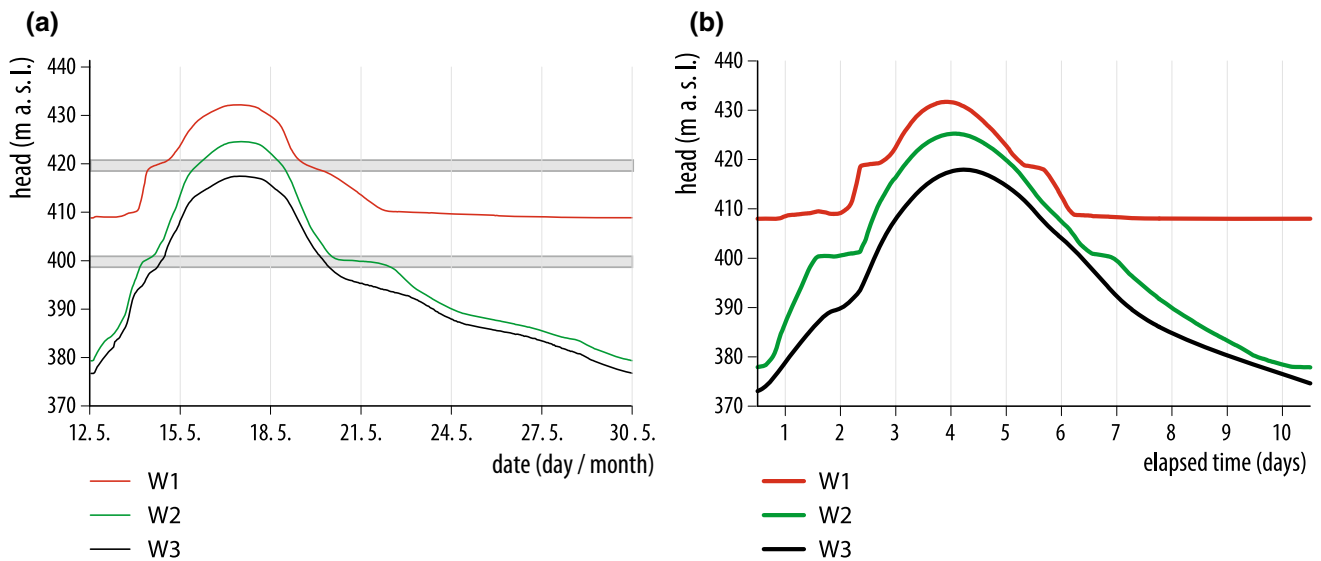 (a)
head (m a. s. l.)
440
430
420
410
400
390
380
370
12. 5.
15. 5.
18. 5.
21. 5.
24. 5.
27. 5.
30. 5.
date (day / month)
W1
W2
W3
(b)
head (m a. s. l.)
440
430
420
410
400
390
380
370
1
2
3
4
5
6
7
8
9
10
elapsed time (days)
W1
W2
W3